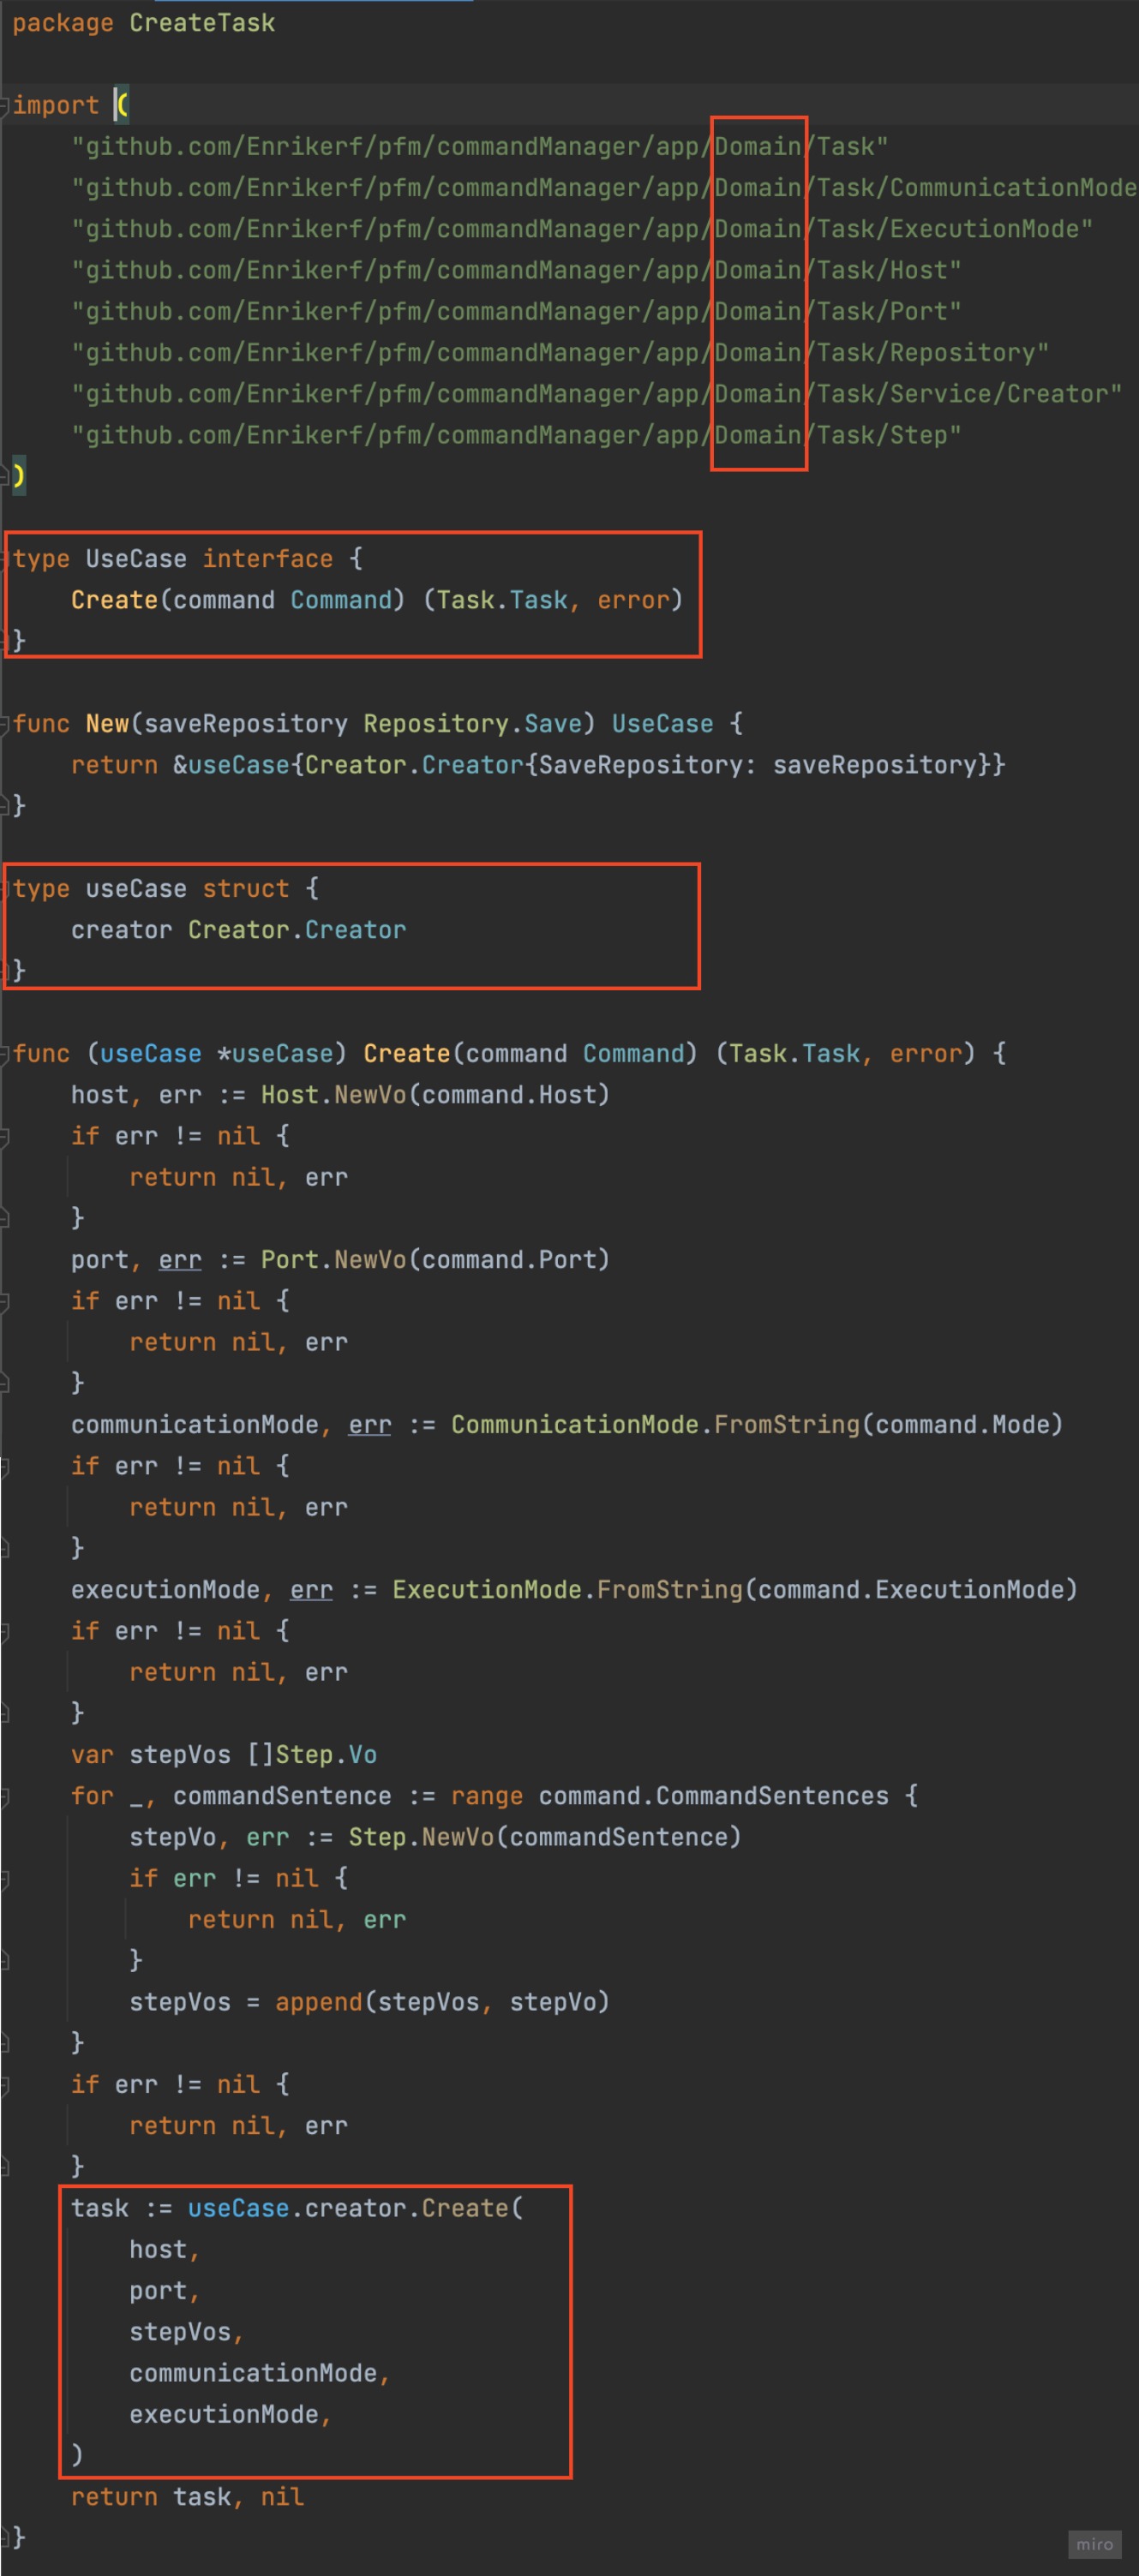 package CreateTask
import (
"github.com/Enrikerf/pfm/commandManager/app/Domain/Task"
"github.com/Enrikerf/pfm/commandManager/app/Domain/Task/CommunicationMode
"github.com/Enrikerf/pfm/commandManager/app/Domain/Task/ExecutionMode"
"github.com/Enrikerf/pfm/commandManager/app/Domain/Task/Host"
"github.com/Enrikerf/pfm/commandManager/app/Domain/Task/Port"
"github.com/Enrikerf/pfm/commandManager/app/Domain/Task/Repository"
"github.com/Enrikerf/pfm/commandManager/app/Domain/Task/Service/Creator"
"github.com/Enrikerf/pfm/commandManager/app/Domain/Task/Step"
)
type UseCase interface {
Create(command Command) (Task.Task, error)
}
func New(saveRepository Repository.Save) UseCase {
return &useCase{Creator.Creator{SaveRepository: saveRepository}}
}
type useCase struct {
creator Creator.Creator
}
func (useCase *useCase) Create(command Command) (Task.Task, error) {
host, err := Host.NewVo(command.Host)
if err != nil {
return nil, err
}
port, err := Port.NewVo(command.Port)
if err != nil {
return nil, err
}
communicationMode, err := CommunicationMode.FromString(command.Mode)
if err != nil {
return nil, err
}
executionMode, err := ExecutionMode.FromString(command.ExecutionMode)
if err != nil {
return nil, err
}
var stepVos []Step.Vo
for _, commandSentence := range command.CommandSentences {
stepVo, err := Step.NewVo(commandSentence)
if err != nil {
return nil, err
}
stepVos = append(stepVos, stepVo)
}
if err != nil {
return nil, err
}
task := useCase.creator.Create(
host,
port,
stepVos,
communicationMode,
executionMode,
)
return task, nil
}
miro